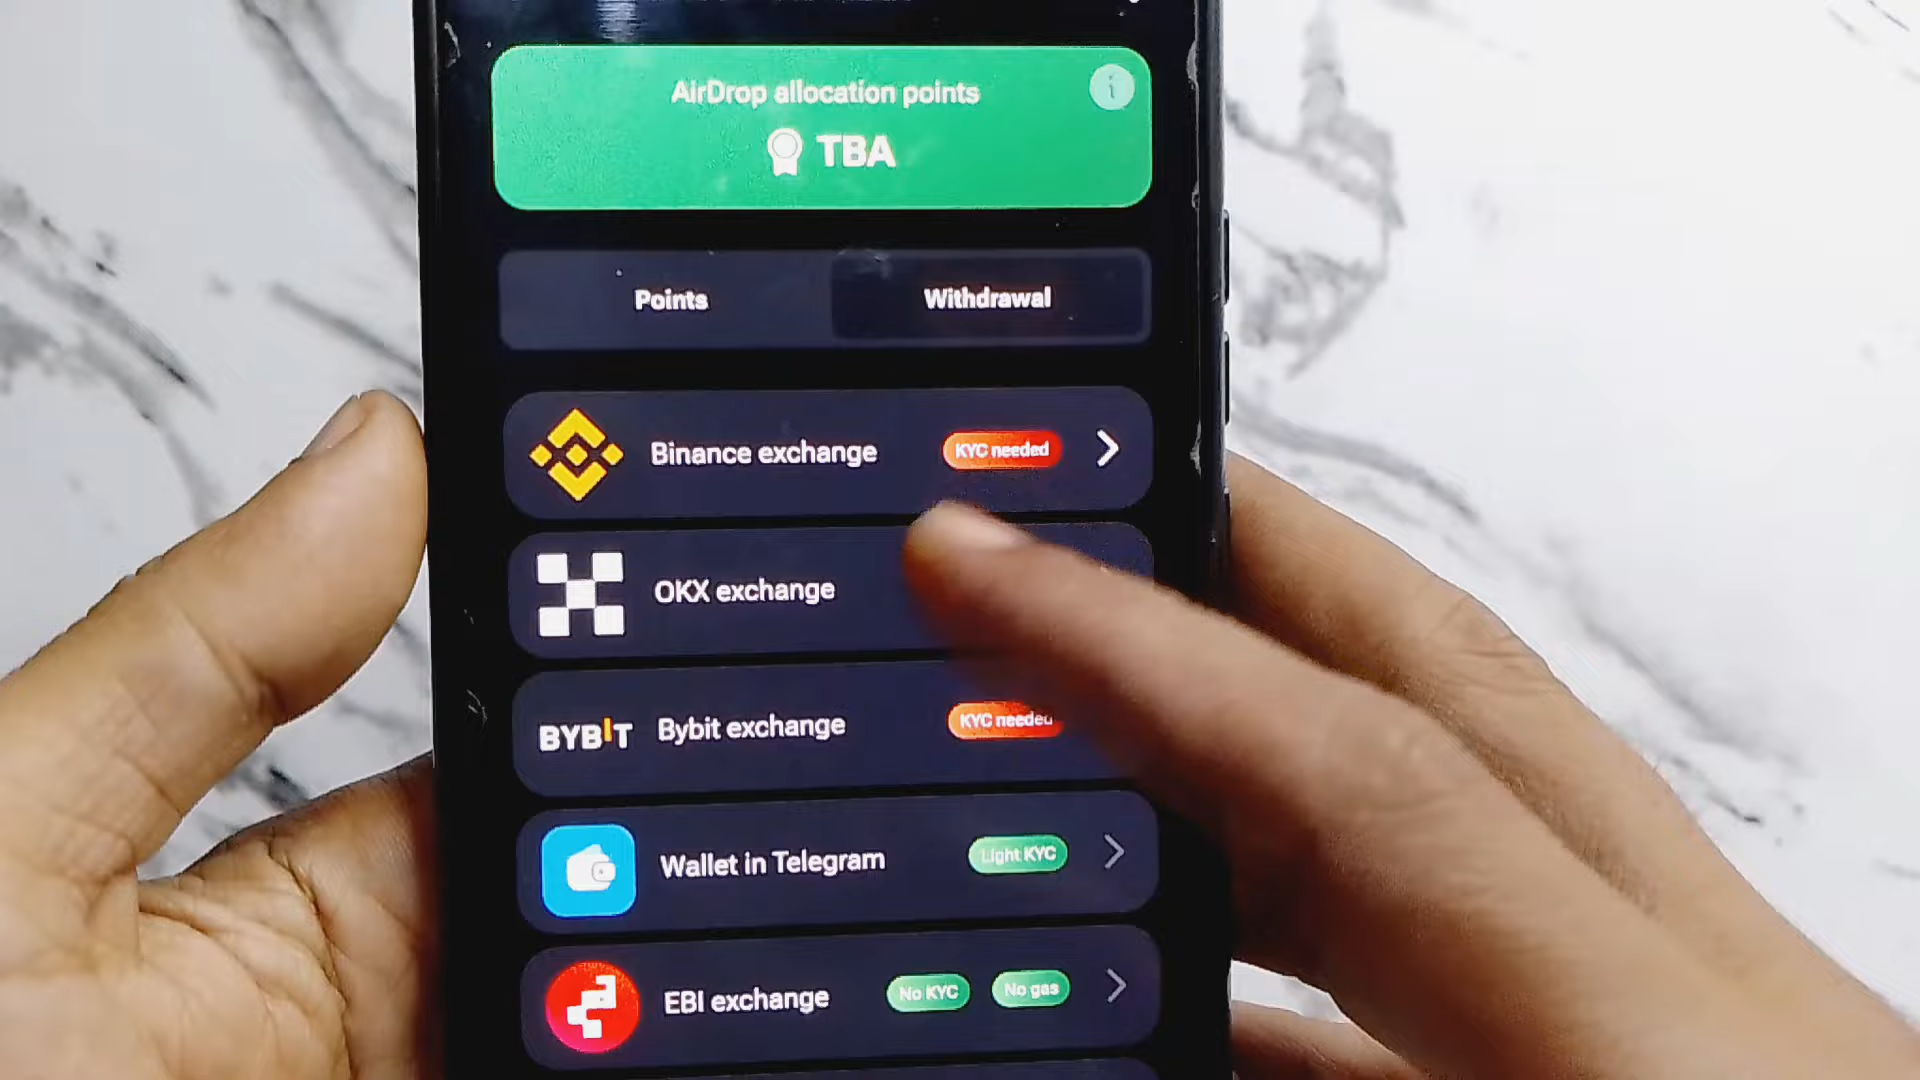 AirDrop allocation points
TBA
Points
Withdrawal
Binance exchange
KYC needed
OKX exchange
BYBIT
Bybit exchange
KYC needed
Wallet in Telegram
Light KYC
EBI exchange
No KYC
No gas